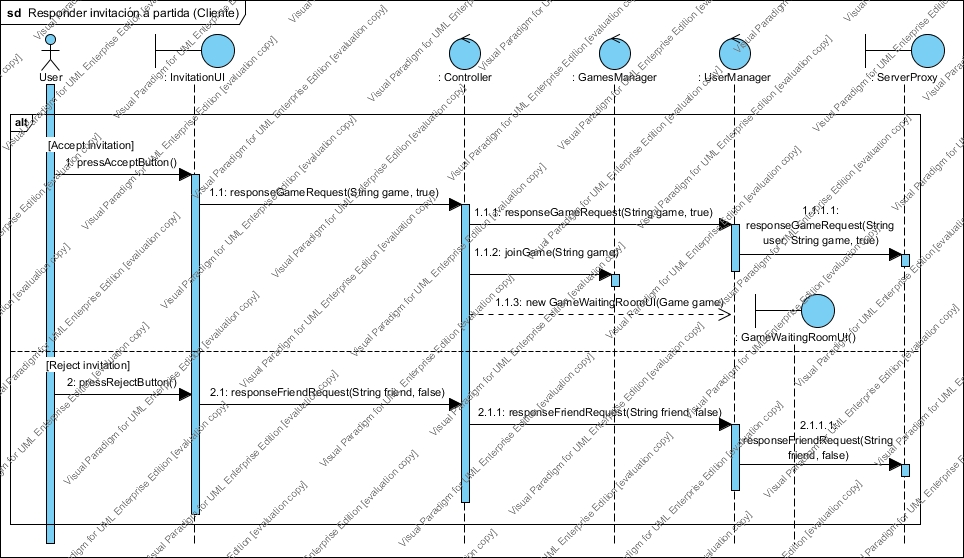 sd Responder invitación a partida (Cliente)
User
: InvitationUI
: Controller
: GamesManager
: UserManager
: ServerProxy
alt
[Accept Invitation]
1: pressAcceptButton()
1.1: responseGameRequest(String game, true)
1.1.1: responseGameRequest(String game, true)
1.1.1.1:
responseGameRequest(String
user, String game, true)
1.1.2: joinGame(String game)
1.1.3: new GameWaitingRoomUI(Game game)
: GameWaitingRoomUI()
[Reject invitation]
2: pressRejectButton()
2.1: responseFriendRequest(String friend, false)
2.1.1: responseFriendRequest(String friend, false)
2.1.1.1:
responseFriendRequest(String
friend, false)
Visual Paradigm for UML Enterprise Edition [evaluation copy]